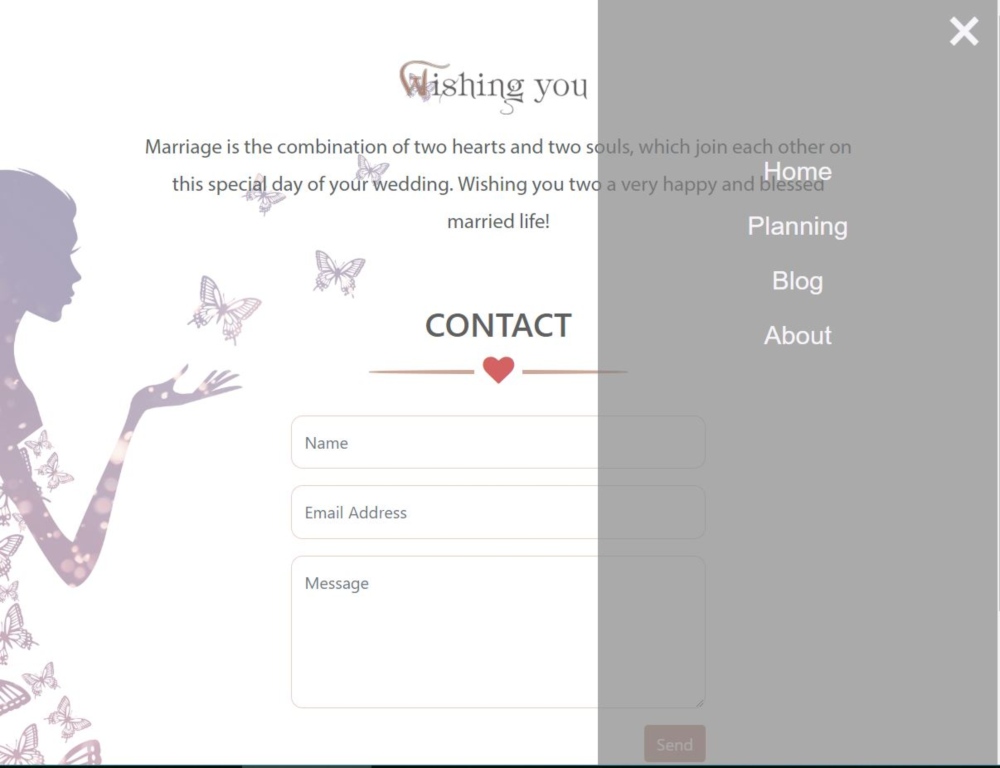 Wishing you
Marriage is the combination of two hearts and two souls, which join each other on
this special day of your wedding. Wishing you two a very happy and blessed
married life!
CONTACT
Name
Email Address
Message
Send
Home
Planning
Blog
About